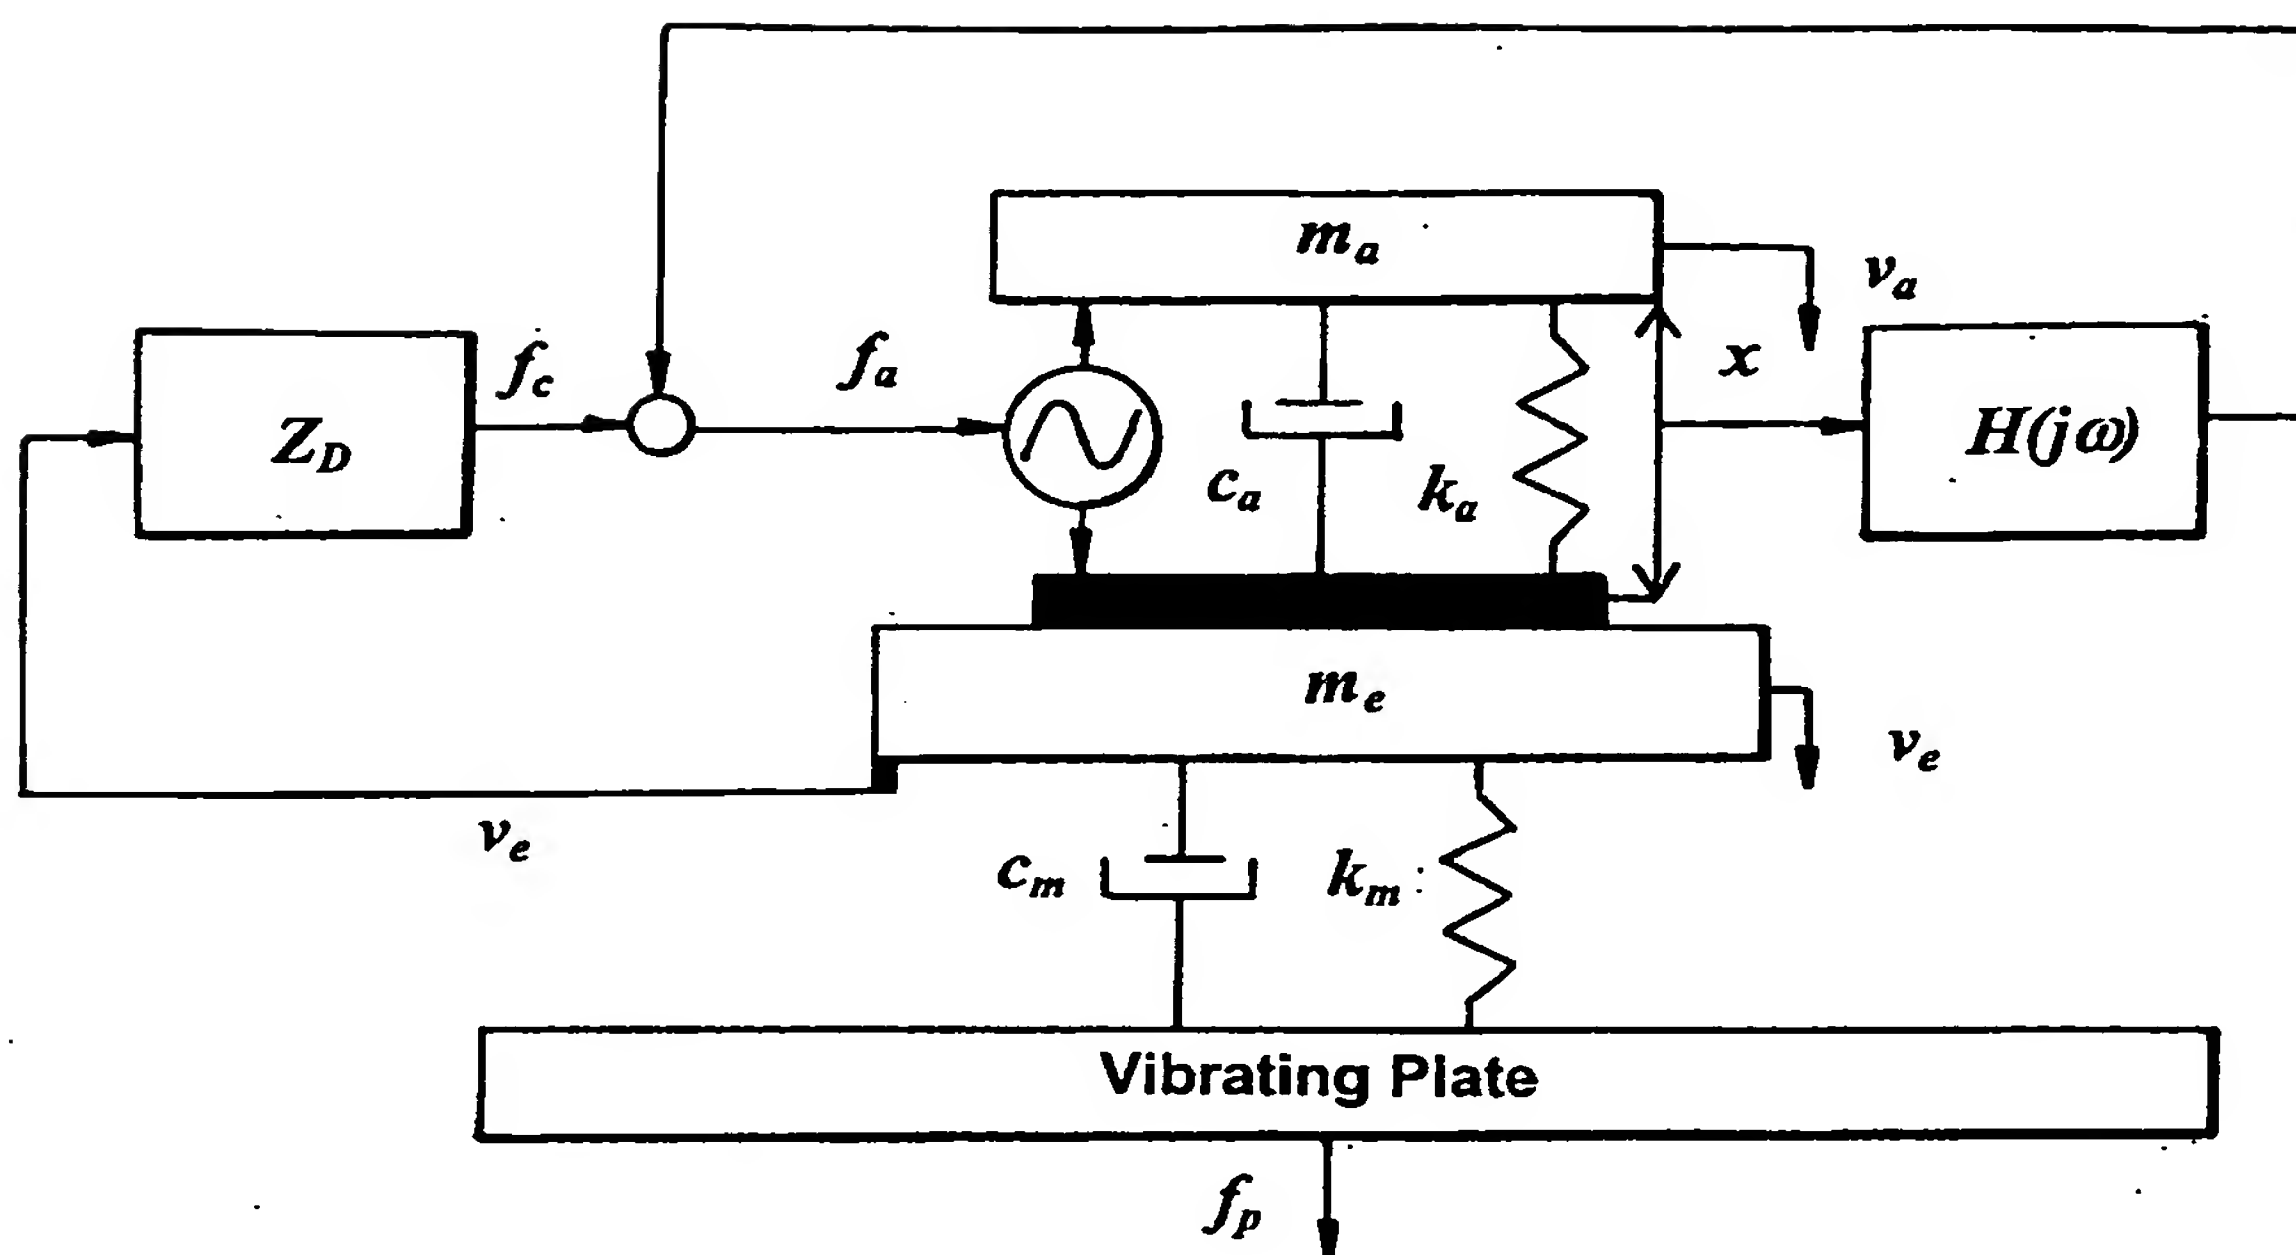 m_a
v_a
f_c
f_a
x
Z_D
H(jω)
c_a
k_a
m_e
v_e
v_e
c_m
k_m
Vibrating Plate
f_p